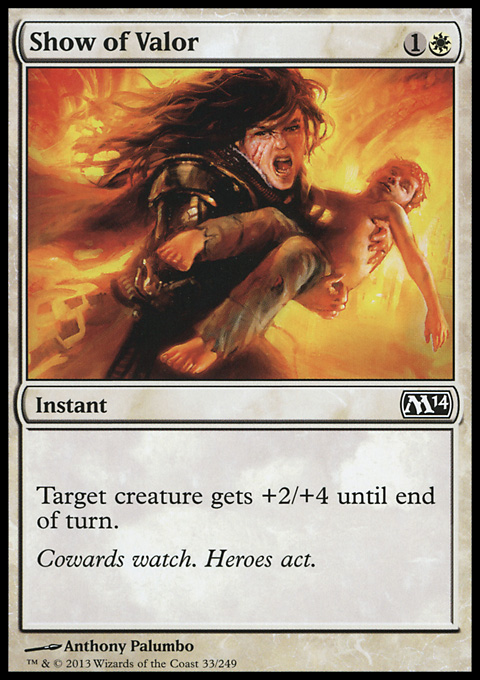 Show of Valor 1
Instant M14
Target creature gets +2/+4 until end
of turn.
Cowards watch. Heroes act.
Anthony Palumbo
™ & © 2013 Wizards of the Coast 33/249